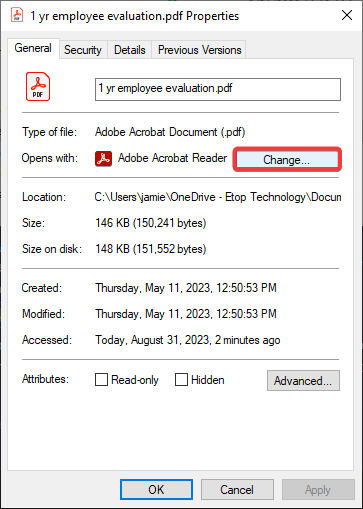 1 yr employee evaluation.pdf Properties
General Security Details Previous Versions
PDF
1 yr employee evaluation.pdf
Type of file: Adobe Acrobat Document (.pdf)
Opens with: Adobe Acrobat Reader Change...
Location: C:\Users\jamie\OneDrive - Etop Technology\Docum
Size: 146 KB (150,241 bytes)
Size on disk: 148 KB (151,552 bytes)
Created: Thursday, May 11, 2023, 12:50:53 PM
Modified: Thursday, May 11, 2023, 12:50:53 PM
Accessed: Today, August 31, 2023, 2 minutes ago
Attributes: Read-only Hidden Advanced...
OK Cancel Apply